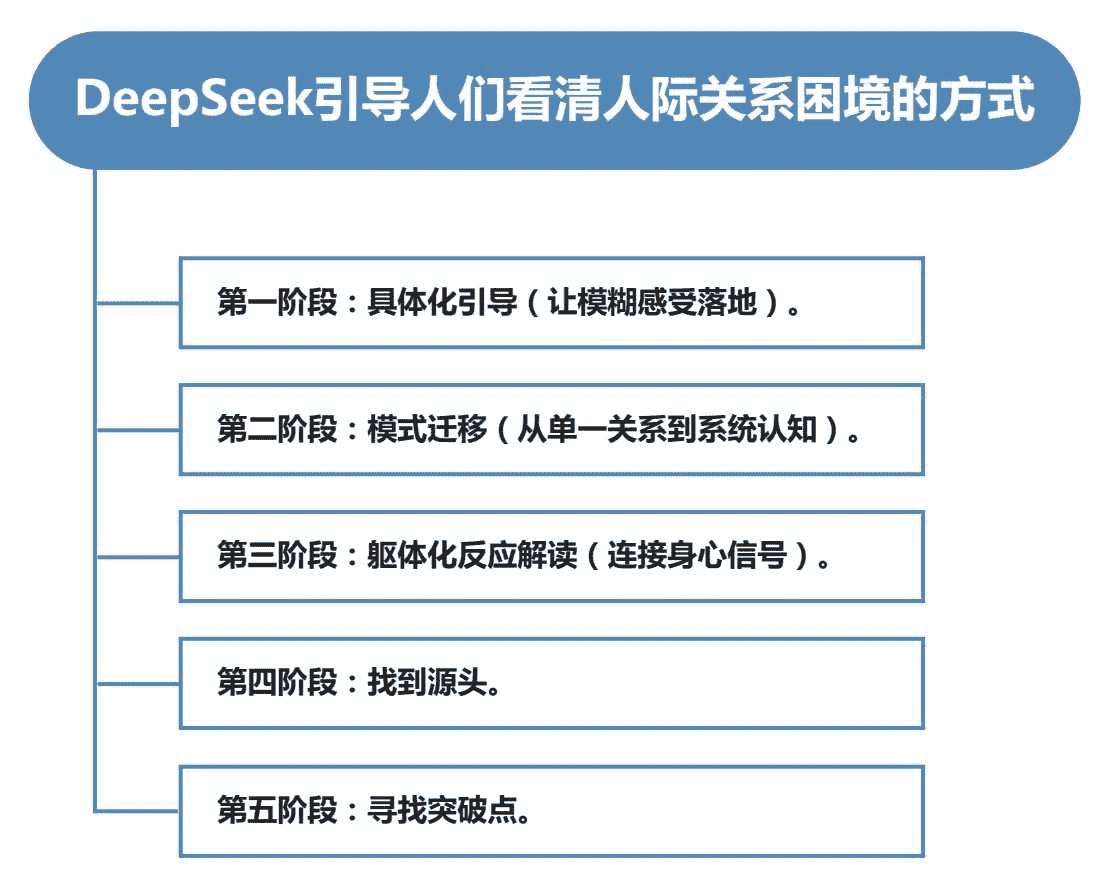 DeepSeek引导人们看清人际关系困境的方式
第一阶段：具体化引导（让模糊感受落地）。
第二阶段：模式迁移（从单一关系到系统认知）。
第三阶段：躯体化反应解读（连接身心信号）。
第四阶段：找到源头。
第五阶段：寻找突破点。